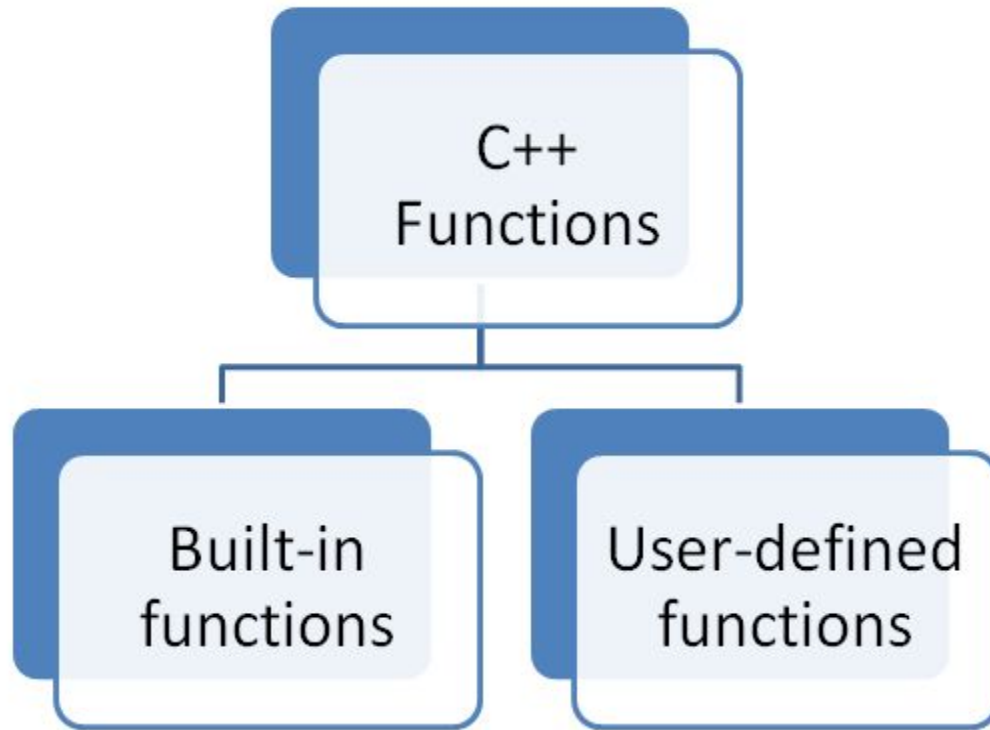 C++
Functions
Built-in
functions
User-defined
functions